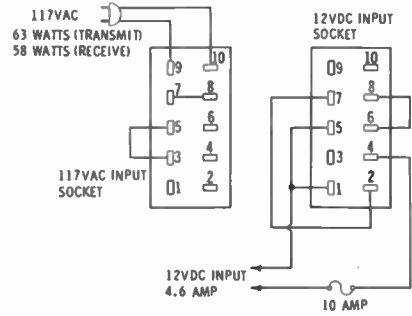 117VAC
63 WATTS (TRANSMIT)
58 WATTS (RECEIVE)
9 10
7 8
5 6
3 4
1 2
117VAC INPUT
SOCKET
12VDC INPUT
SOCKET
9 10
7 8
5 6
3 4
1 2
12VDC INPUT
4.6 AMP
10 AMP